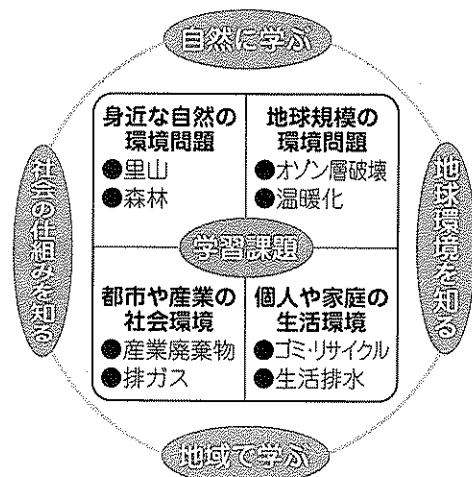 自然に学ぶ
身近な自然の
環境問題
●里山
●森林
地球規模の
環境問題
●オゾン層破壊
●温暖化
社会の仕組みを知る
学習課題
地球環境を知る
都市や産業の
社会環境
●産業廃棄物
●排ガス
個人や家庭の
生活環境
●ゴミ・リサイクル
●生活排水
地域で学ぶ